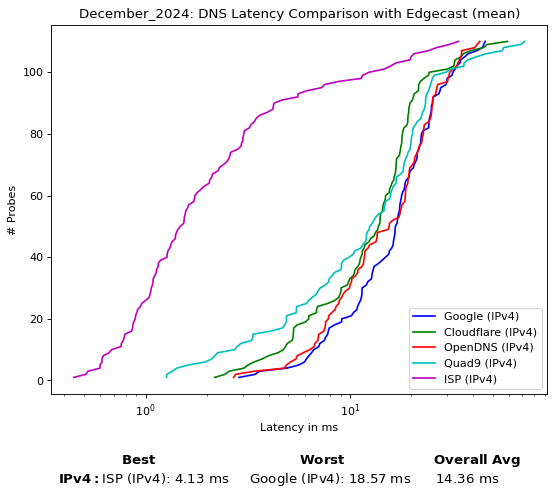 December_2024: DNS Latency Comparison with Edgecast (mean)
# Probes
100
80
60
40
20
0
Google (IPv4)
Cloudflare (IPv4)
OpenDNS (IPv4)
Quad9 (IPv4)
ISP (IPv4)
10⁰ 10¹
Latency in ms
Best Worst Overall Avg
IPv4: ISP (IPv4): 4.13 ms Google (IPv4): 18.57 ms 14.36 ms